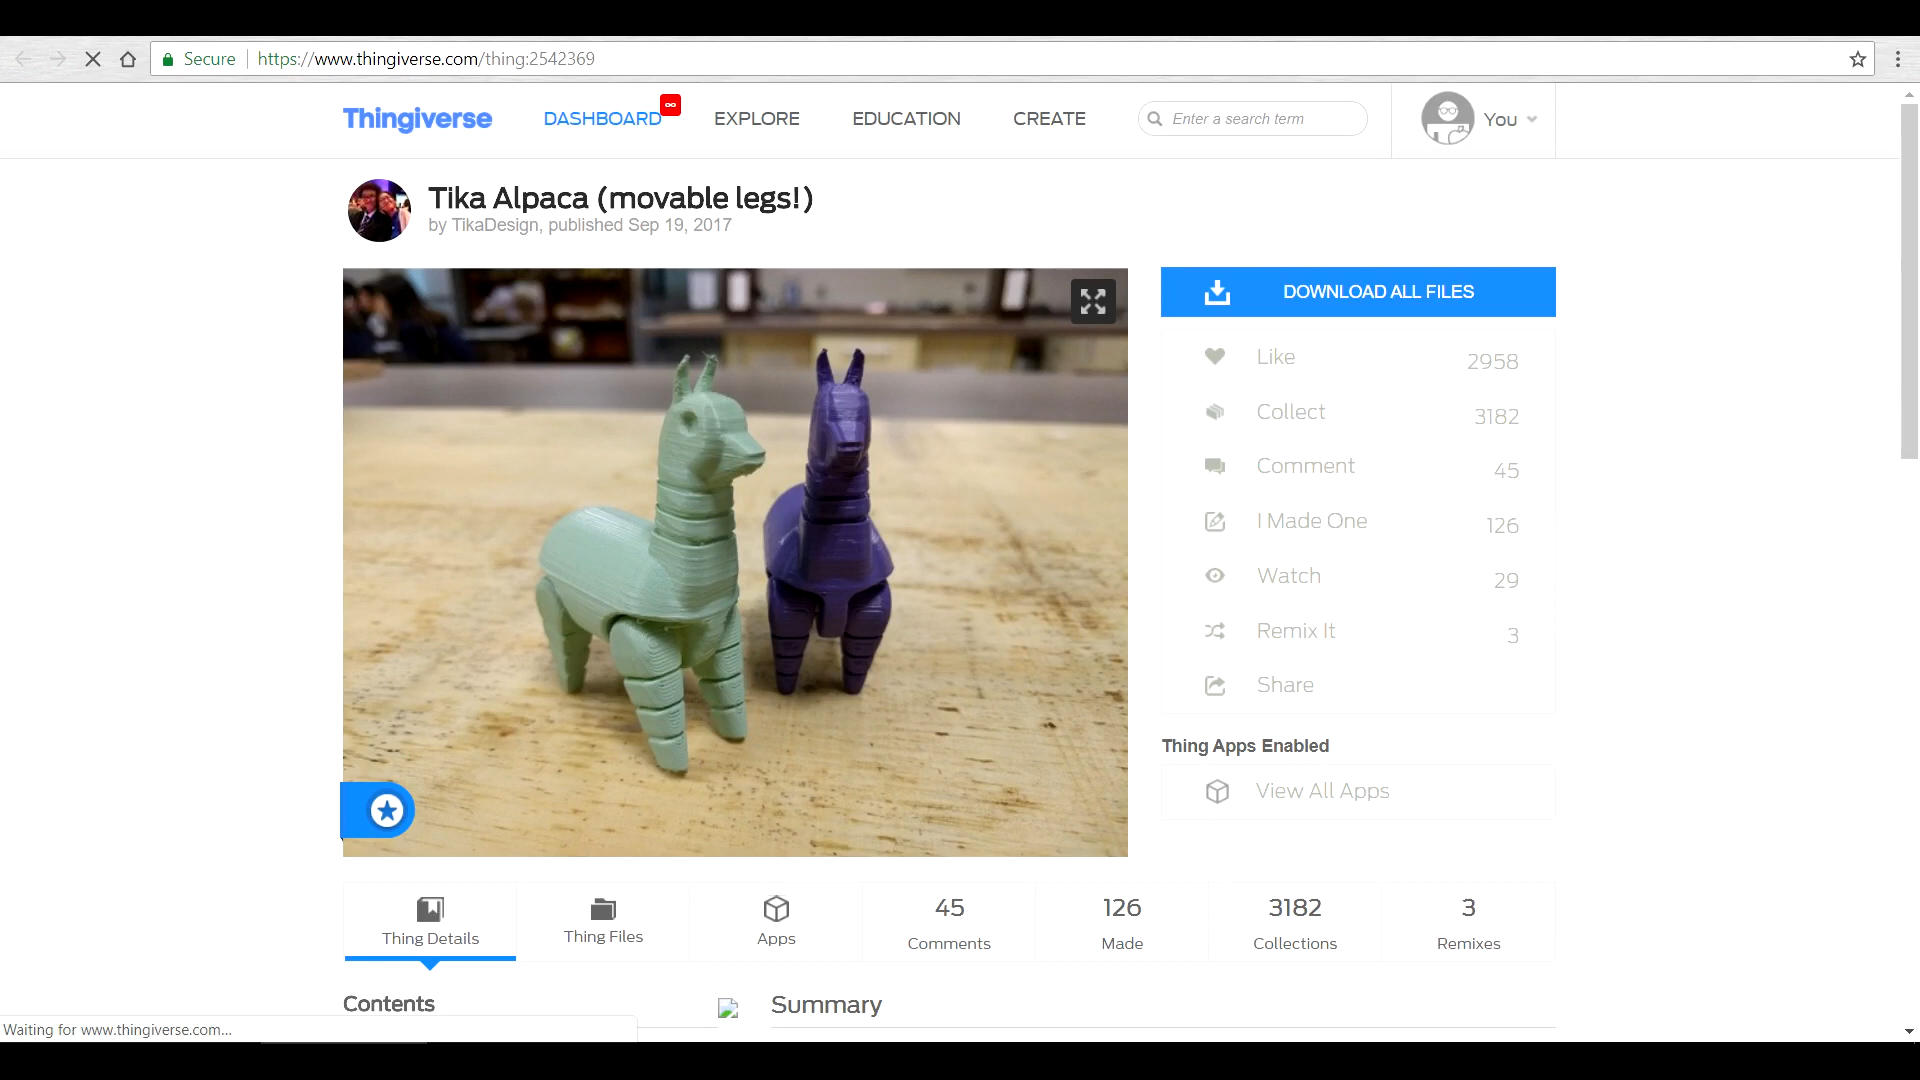 Secure https://www.thingiverse.com/thing:2542369
Thingiverse DASHBOARD EXPLORE EDUCATION CREATE Enter a search term You
Tika Alpaca (movable legs!)
by TikaDesign, published Sep 19, 2017
DOWNLOAD ALL FILES
Like 2958
Collect 3182
Comment 45
I Made One 126
Watch 29
Remix It 3
Share
Thing Apps Enabled
View All Apps
Thing Details
Thing Files
Apps
45 Comments
126 Made
3182 Collections
3 Remixes
Contents
Summary
Waiting for www.thingiverse.com...